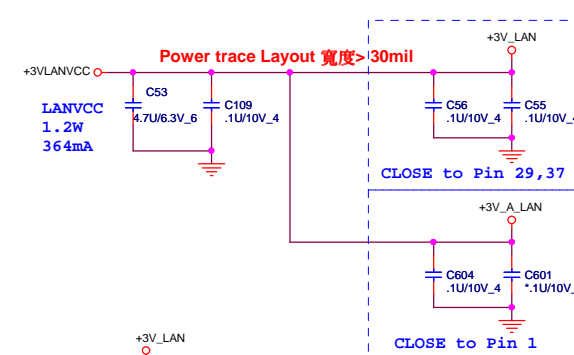 +3V_LAN
Power trace Layout 寬度> 30mil
+3VLANVCC
C53
4.7U/6.3V_6
C109
.1U/10V_4
C56
.1U/10V_4
C55
.1U/10V_4
LANVCC
1.2W
364mA
CLOSE to Pin 29,37
+3V_A_LAN
C604
.1U/10V_4
C601
*.1U/10V_
CLOSE to Pin 1
+3V_LAN